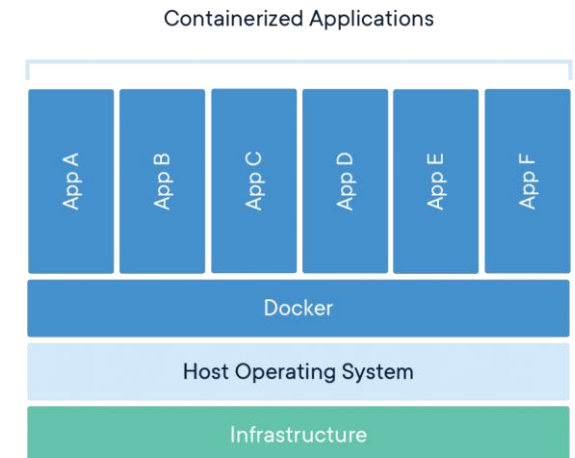 Containerized Applications
App A
App B
App C
App D
App E
App F
Docker
Host Operating System
Infrastructure